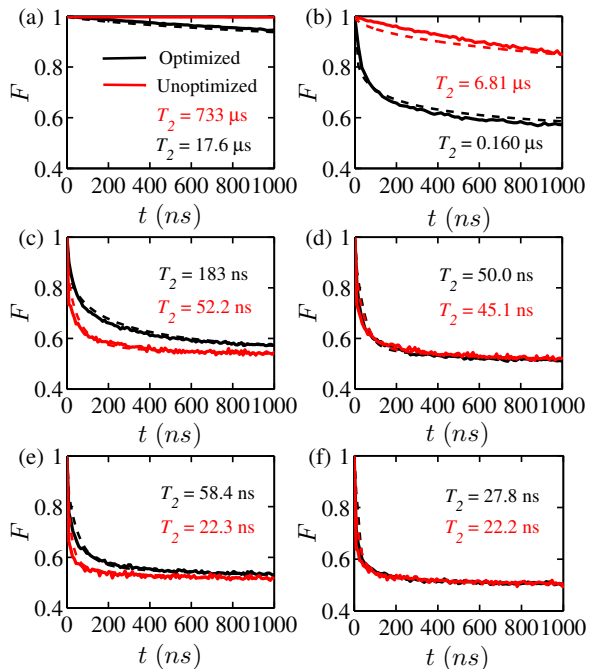 (a)
1
0.8
0.6
0.4
F
Optimized
Unoptimized
T2 = 733 μs
T2 = 17.6 μs
0 200 400 600 800 1000
t (ns)
(b)
1
0.8
0.6
0.4
F
T2 = 6.81 μs
T2 = 0.160 μs
0 200 400 600 800 1000
t (ns)
(c)
1
0.8
0.6
0.4
F
T2 = 183 ns
T2 = 52.2 ns
0 200 400 600 800 1000
t (ns)
(d)
1
0.8
0.6
0.4
F
T2 = 50.0 ns
T2 = 45.1 ns
0 200 400 600 800 1000
t (ns)
(e)
1
0.8
0.6
0.4
F
T2 = 58.4 ns
T2 = 22.3 ns
0 200 400 600 800 1000
t (ns)
(f)
1
0.8
0.6
0.4
F
T2 = 27.8 ns
T2 = 22.2 ns
0 200 400 600 800 1000
t (ns)